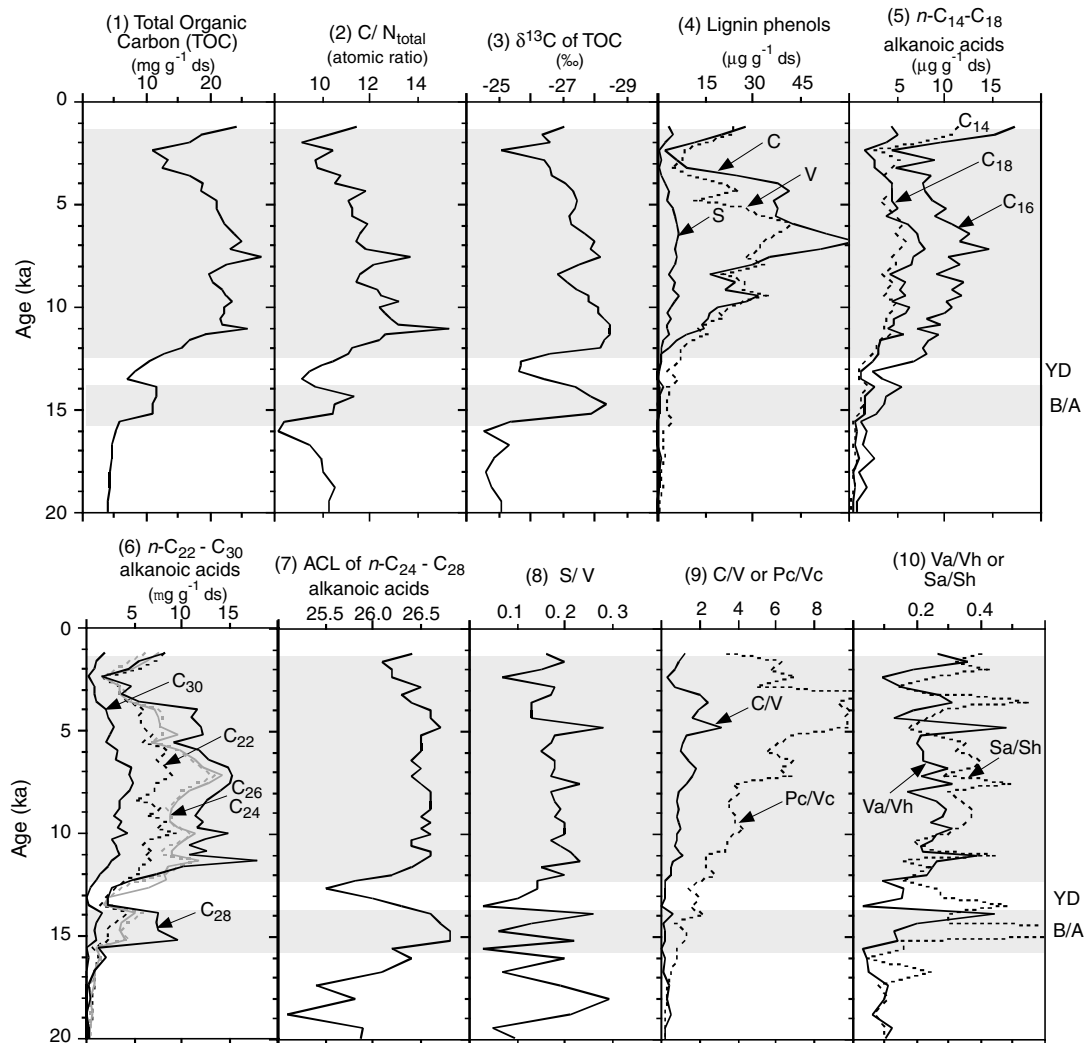 (1) Total Organic
Carbon (TOC)
(mg g⁻¹ ds)
10 20
(2) C/ N_total
(atomic ratio)
10 12 14
(3) δ¹³C of TOC
(‰)
-25 -27 -29
(4) Lignin phenols
(μg g⁻¹ ds)
15 30 45
(5) n-C₁₄-C₁₈
alkanoic acids
(μg g⁻¹ ds)
5 10 15
Age (ka)
0
5
10
15
20
C
V
S
C₁₄
C₁₈
C₁₆
YD
B/A
(6) n-C₂₂ - C₃₀
alkanoic acids
(mg g⁻¹ ds)
5 10 15
(7) ACL of n-C₂₄ - C₂₈
alkanoic acids
25.5 26.0 26.5
(8) S/ V
0.1 0.2 0.3
(9) C/V or Pc/Vc
2 4 6 8
(10) Va/Vh or
Sa/Sh
0.2 0.4
Age (ka)
0
5
10
15
20
C₃₀
C₂₂
C₂₆
C₂₄
C₂₈
C/V
Pc/Vc
Sa/Sh
Va/Vh
YD
B/A